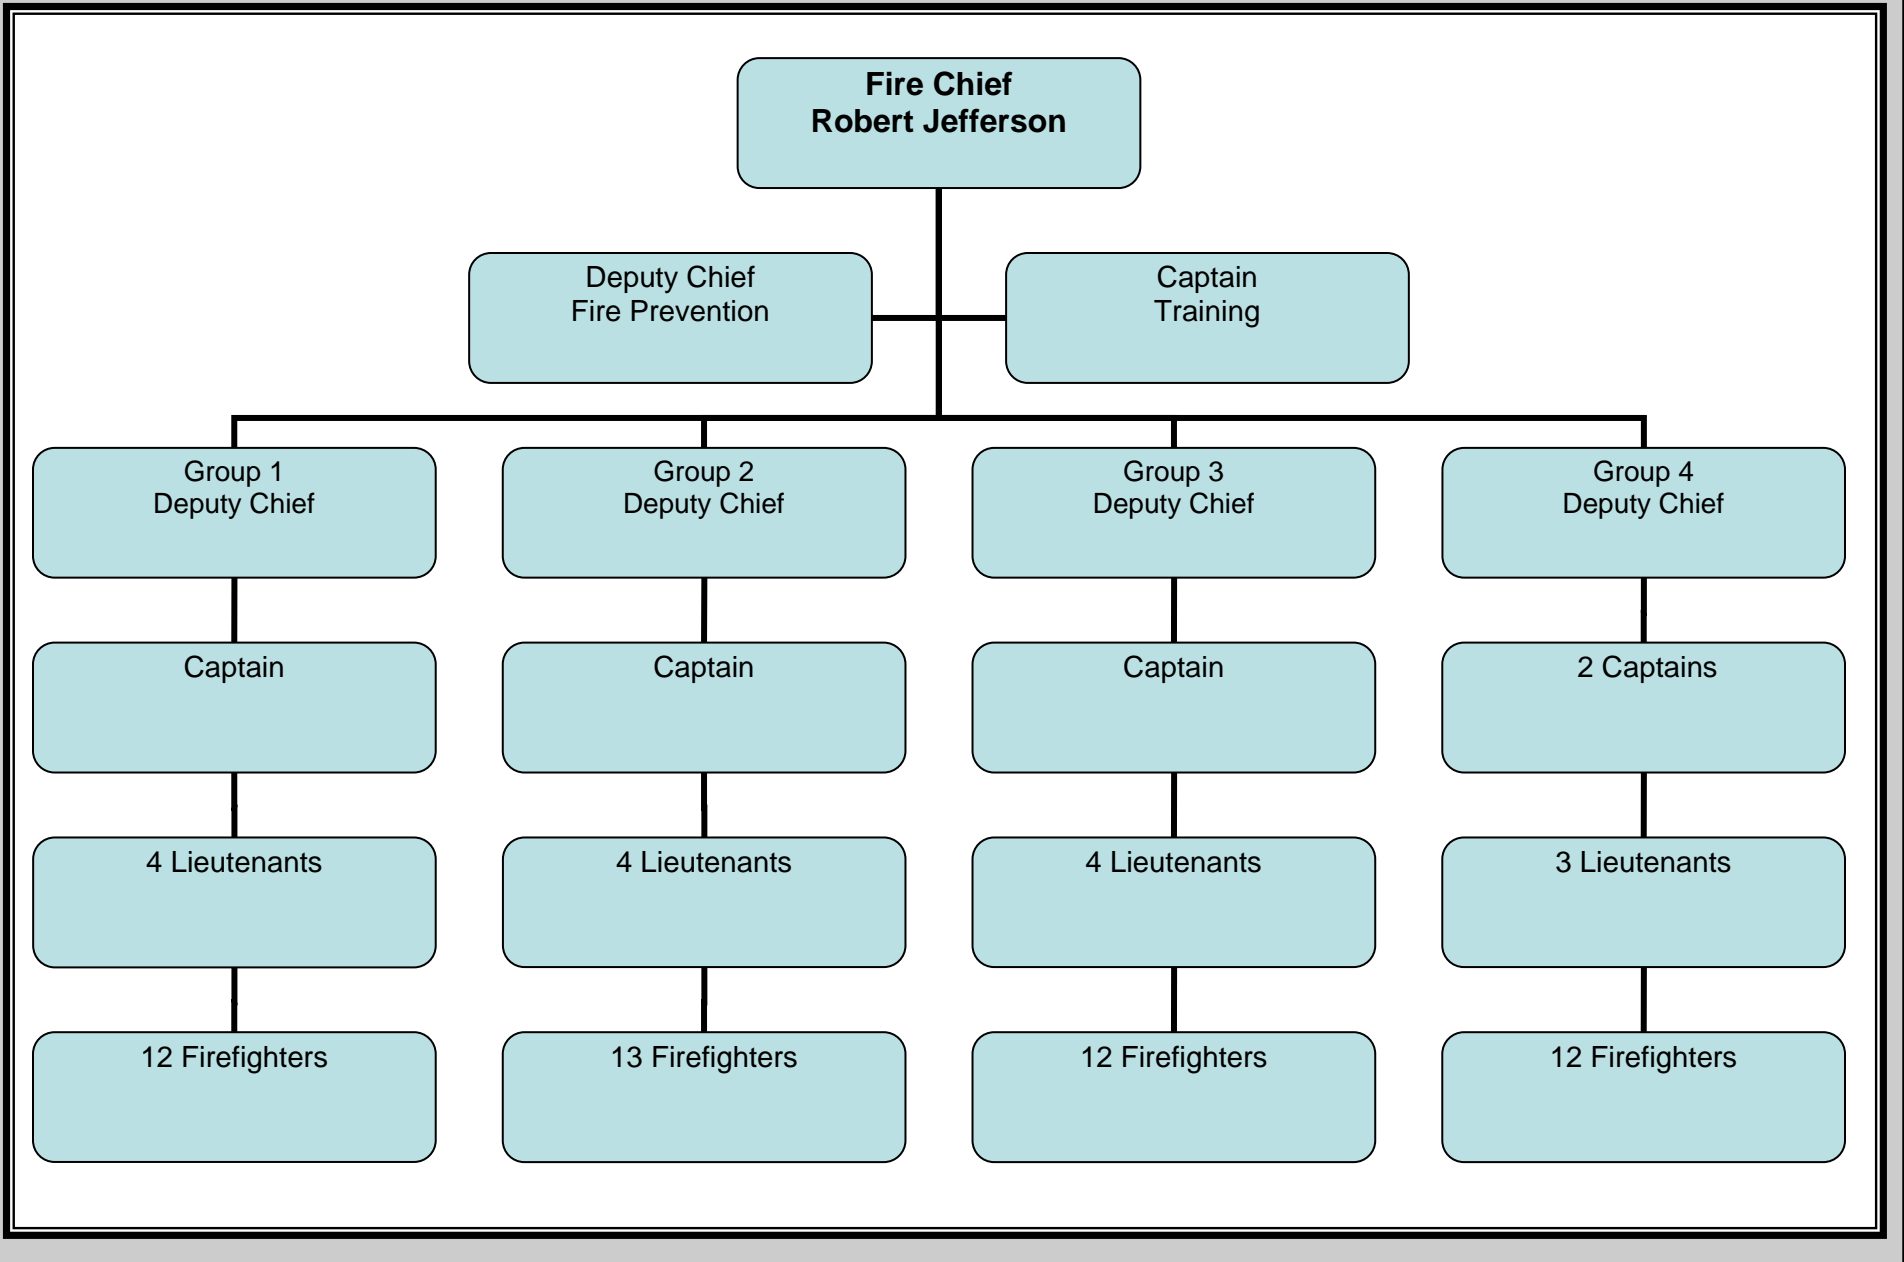 Fire Chief
Robert Jefferson
Deputy Chief
Fire Prevention
Captain
Training
Group 1
Deputy Chief
Group 2
Deputy Chief
Group 3
Deputy Chief
Group 4
Deputy Chief
Captain
Captain
Captain
2 Captains
4 Lieutenants
4 Lieutenants
4 Lieutenants
3 Lieutenants
12 Firefighters
13 Firefighters
12 Firefighters
12 Firefighters